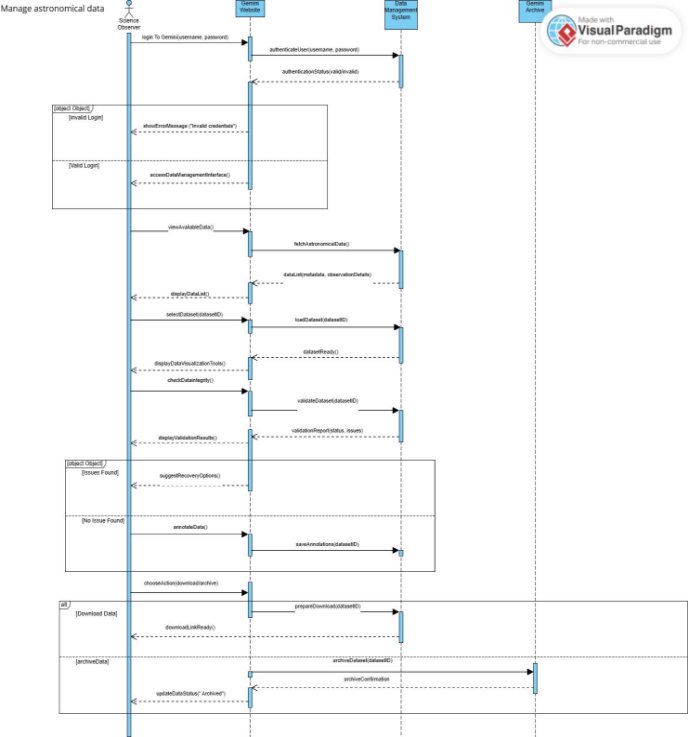 Manage astronomical data
Science
Observer
Gemini
Website
Data
Management
System
Gemini
Archive
Made with
VisualParadigm
For non-commercial use
login To Gemini(username, password)
authenticateUser(username, password)
authenticationStatus(valid/invalid)
[object Object]
[Invalid Login]
showErrorMessage ("Invalid credentials")
[Valid Login]
accessDataManagementInterface()
viewAvailableData()
fetchAstronomicalData()
dataList(metadata, observationDetails)
displayDataList()
selectDataset(datasetID)
loadDataset(datasetID)
datasetReady()
displayDataVisualizationTools()
checkDataIntegrity()
validateDataset(datasetID)
validationReport(status, issues)
displayValidationResults()
[object Object]
[Issues Found]
suggestRecoveryOptions()
[No Issue Found]
annotateData()
saveAnnotations(datasetID)
chooseAction(download/archive)
alt
[Download Data]
prepareDownload(datasetID)
downloadLinkReady()
[archiveData]
archiveDataset(datasetID)
archiveConfirmation
updateDataStatus("Archived")